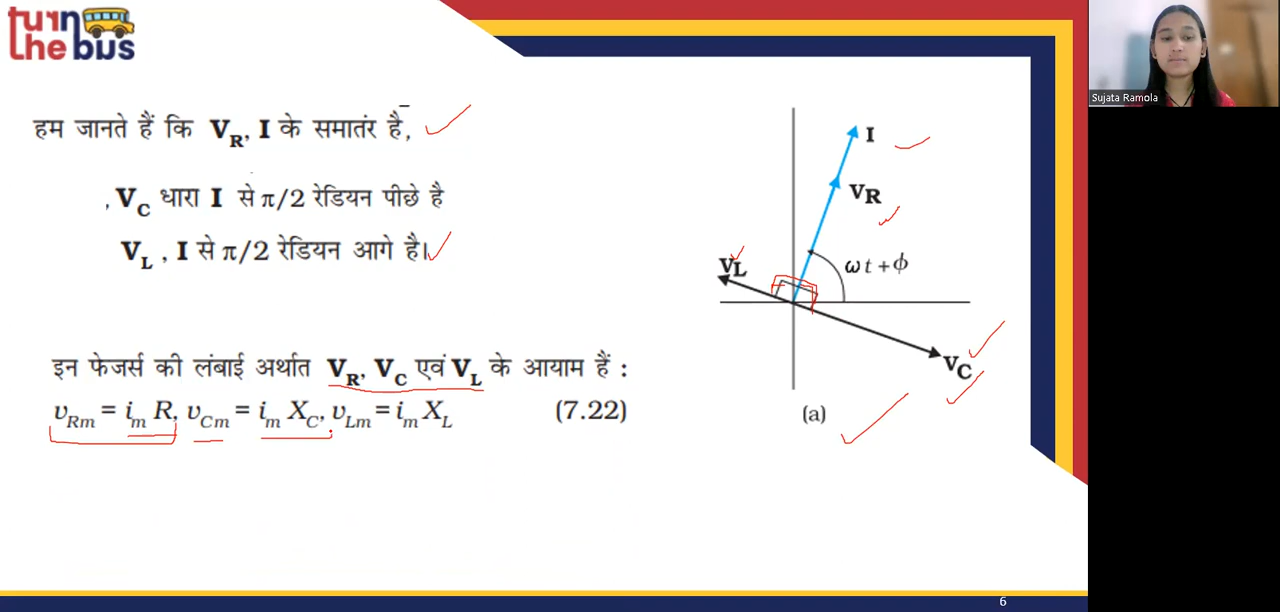 turn
the bus
हम जानते हैं कि V_R, I के समातंर है,
, V_C धारा I से π/2 रेडियन पीछे है
V_L , I से π/2 रेडियन आगे है।
इन फेजर्स की लंबाई अर्थात V_R, V_C एवं V_L के आयाम हैं :
v_Rm = i_m R, v_Cm = i_m X_C, v_Lm = i_m X_L (7.22)
I
V_R
V_L
ωt+ϕ
V_C
(a)
6
Sujata Ramola